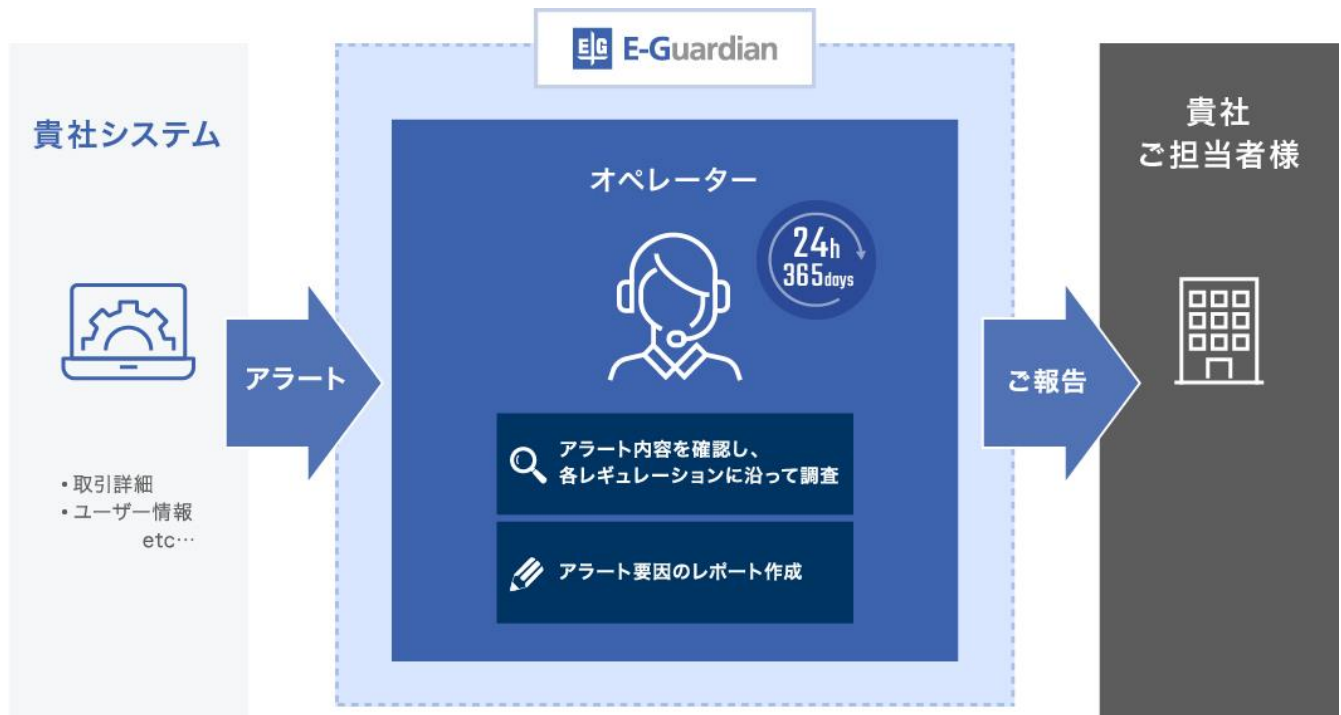 EG E-Guardian
貴社システム
・取引詳細
・ユーザー情報
etc…
アラート
オペレーター
24h
365days
アラート内容を確認し、
各レギュレーションに沿って調査
アラート要因のレポート作成
ご報告
貴社
ご担当者様